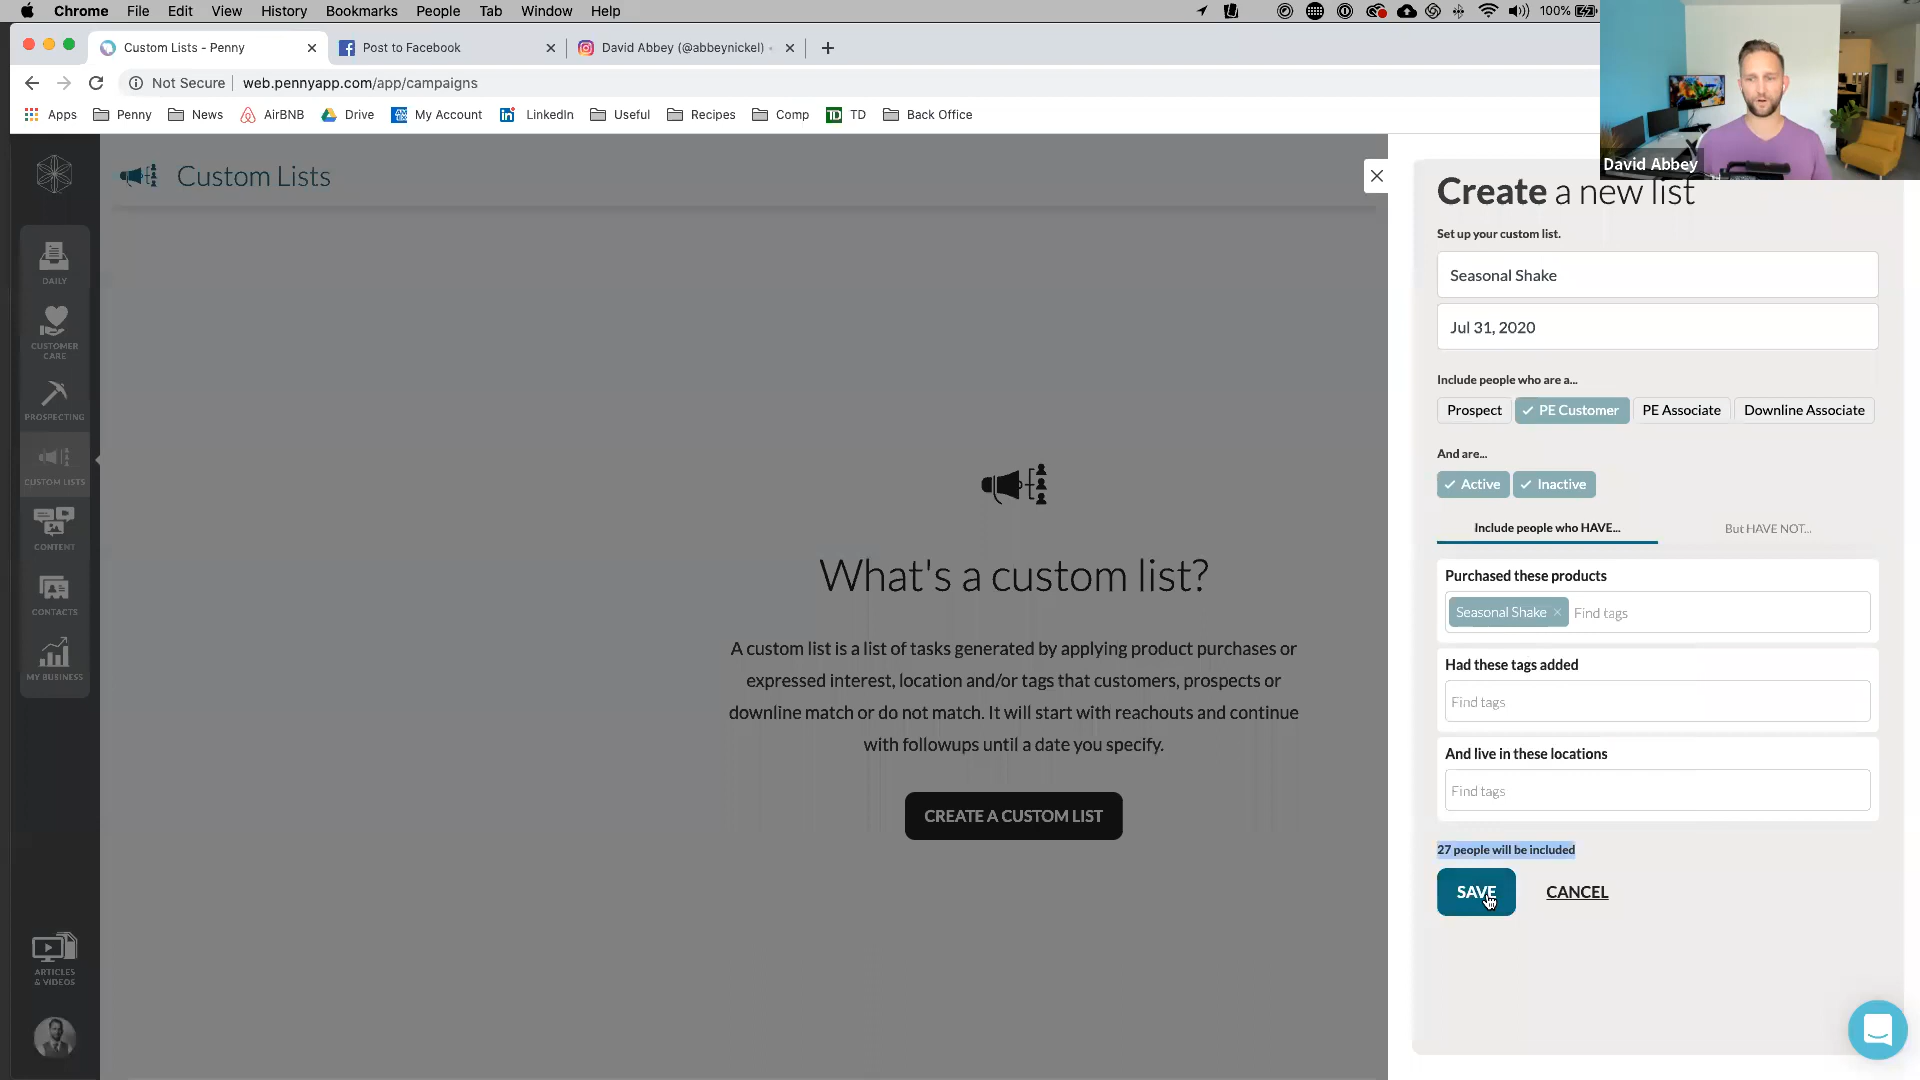 Chrome File Edit View History Bookmarks People Tab Window Help
100%
Custom Lists - Penny
Post to Facebook
David Abbey (@abbeynickel)
Not Secure web.pennyapp.com/app/campaigns
Apps Penny News AirBNB Drive My Account LinkedIn Useful Recipes Comp TD Back Office
David Abbey
Custom Lists
DAILY
CUSTOMER
CARE
PROSPECTING
CUSTOM LISTS
CONTENT
CONTACTS
MY BUSINESS
ARTICLES
& VIDEOS
What's a custom list?
A custom list is a list of tasks generated by applying product purchases or
expressed interest, location and/or tags that customers, prospects or
downline match or do not match. It will start with reachouts and continue
with followups until a date you specify.
CREATE A CUSTOM LIST
Create a new list
Set up your custom list.
Seasonal Shake
Jul 31, 2020
Include people who are a...
Prospect PE Customer PE Associate Downline Associate
And are...
Active Inactive
Include people who HAVE... But HAVE NOT...
Purchased these products
Seasonal Shake × Find tags
Had these tags added
Find tags
And live in these locations
Find tags
27 people will be included
SAVE CANCEL